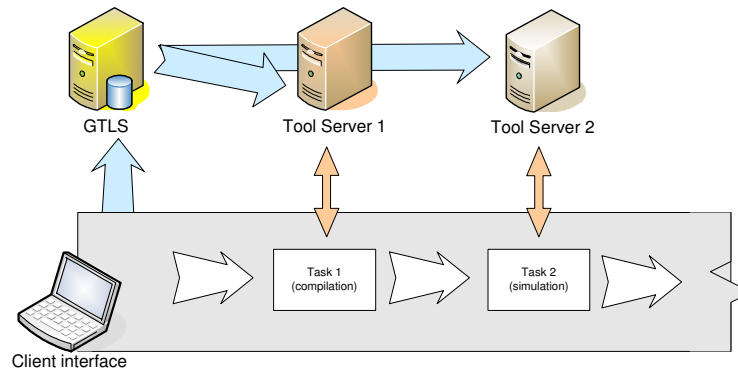 GTLS
Tool Server 1
Tool Server 2
Task 1
(compilation)
Task 2
(simulation)
Client interface